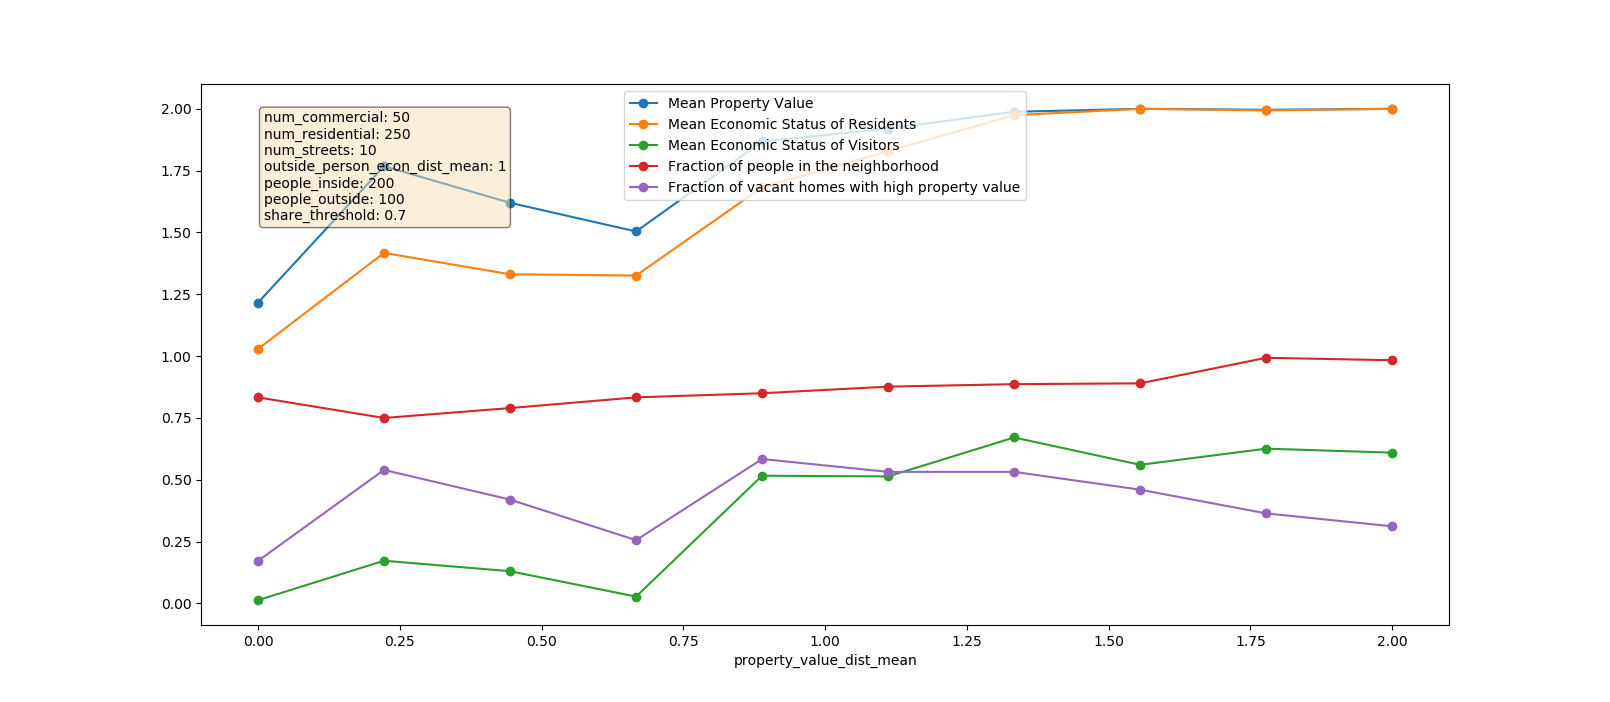 num_commercial: 50
num_residential: 250
num_streets: 10
outside_person_econ_dist_mean: 1
people_inside: 200
people_outside: 100
share_threshold: 0.7
Mean Property Value
Mean Economic Status of Residents
Mean Economic Status of Visitors
Fraction of people in the neighborhood
Fraction of vacant homes with high property value
2.00
1.75
1.50
1.25
1.00
0.75
0.50
0.25
0.00
0.00 0.25 0.50 0.75 1.00 1.25 1.50 1.75 2.00
property_value_dist_mean